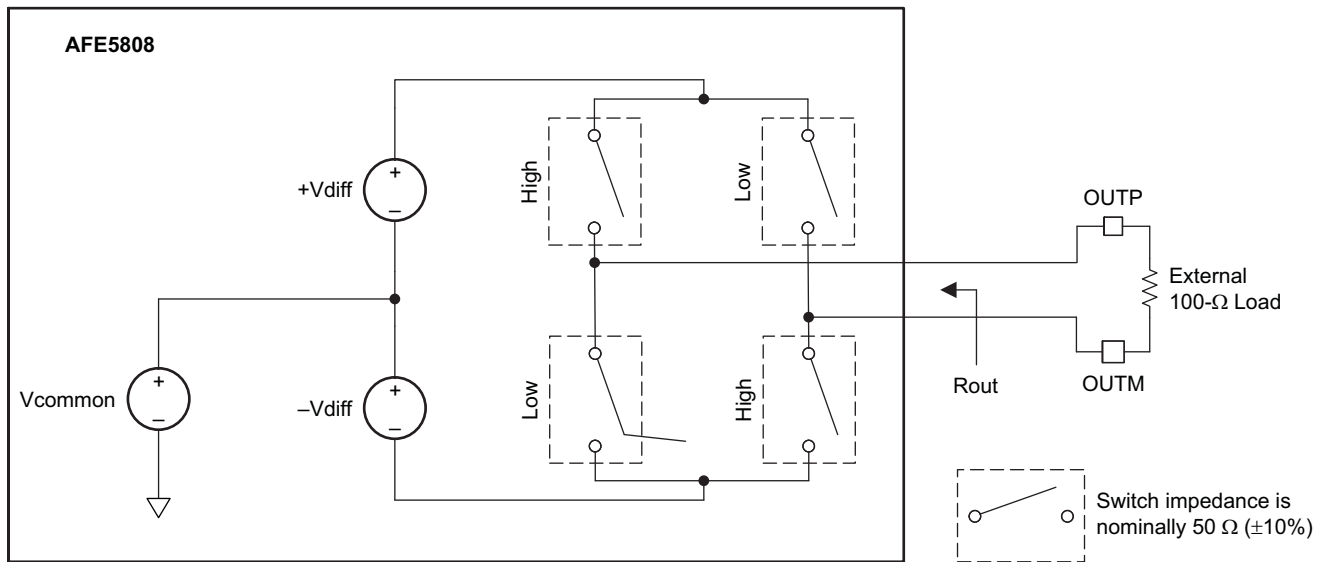 AFE5808
+Vdiff
High
Low
OUTP
External
100-Ω Load
Vcommon
–Vdiff
Low
High
Rout
OUTM
Switch impedance is
nominally 50 Ω (±10%)
+
–
+
–
+
–